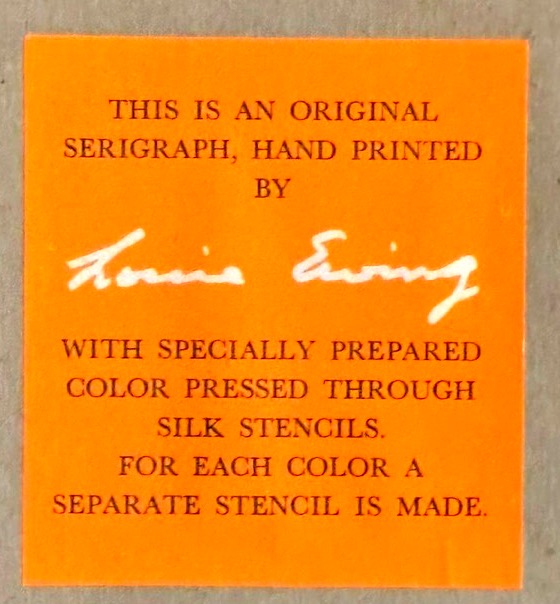 THIS IS AN ORIGINAL
SERIGRAPH, HAND PRINTED
BY
Louie Ewing
WITH SPECIALLY PREPARED
COLOR PRESSED THROUGH
SILK STENCILS.
FOR EACH COLOR A
SEPARATE STENCIL IS MADE.